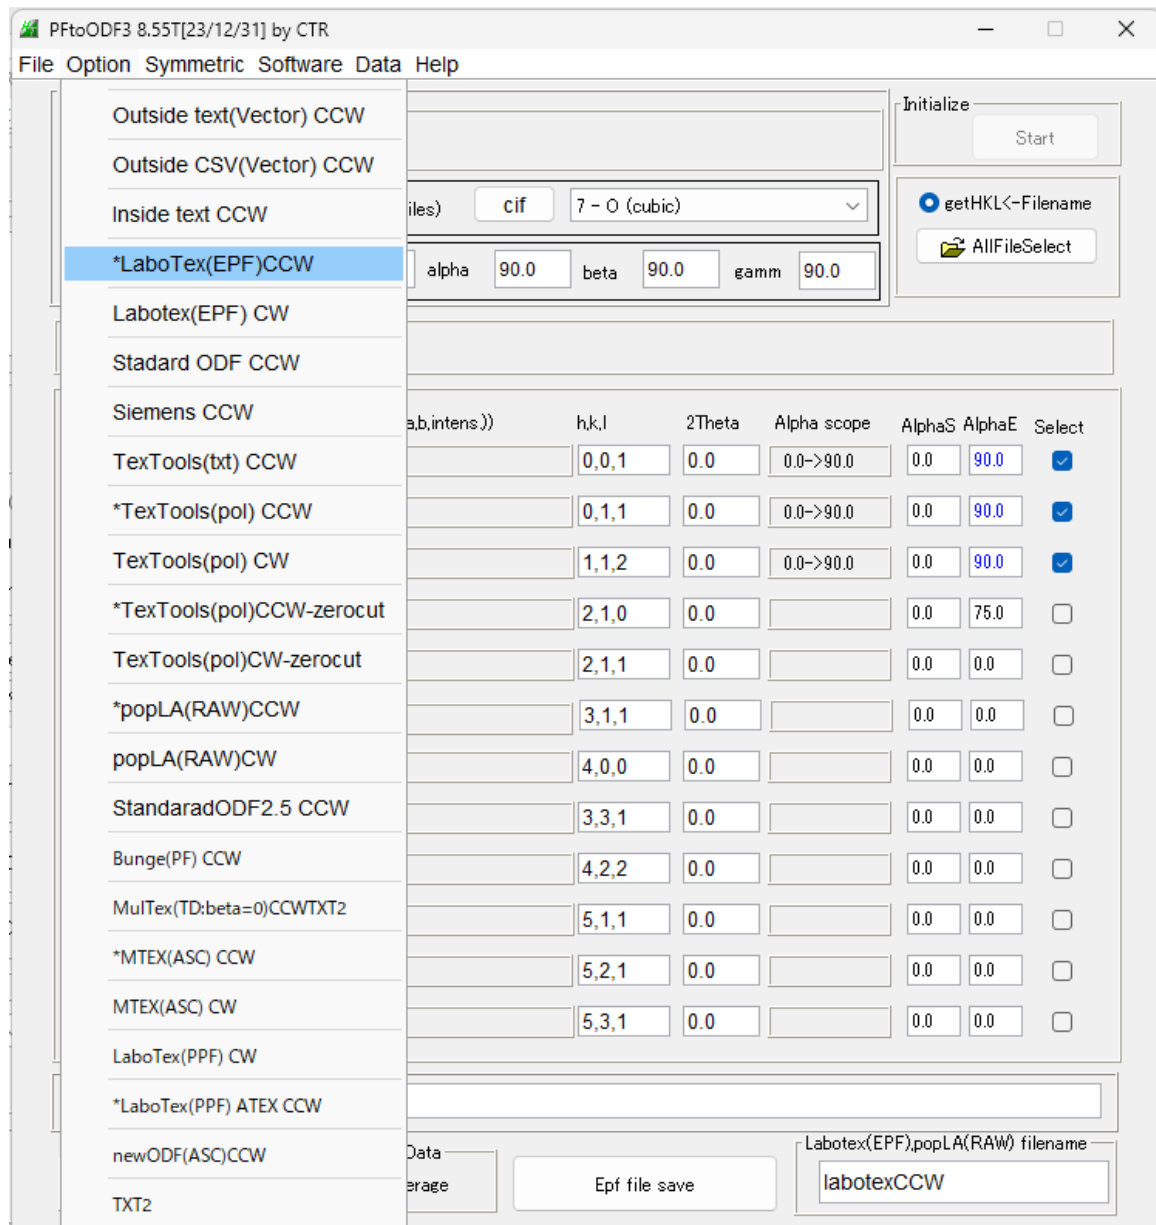 PFtoODF3 8.55T[23/12/31] by CTR
File Option Symmetric Software Data Help
Outside text(Vector) CCW
Outside CSV(Vector) CCW
Inside text CCW
*LaboTex(EPF)CCW
Labotex(EPF) CW
Stadard ODF CCW
Siemens CCW
TexTools(txt) CCW
*TexTools(pol) CCW
TexTools(pol) CW
*TexTools(pol)CCW-zerocut
TexTools(pol)CW-zerocut
*popLA(RAW)CCW
popLA(RAW)CW
StandaradODF2.5 CCW
Bunge(PF) CCW
MulTex(TD:beta=0)CCWTXT2
*MTEX(ASC) CCW
MTEX(ASC) CW
LaboTex(PPF) CW
*LaboTex(PPF) ATEX CCW
newODF(ASC)CCW
TXT2
Initialize
Start
iles) cif 7 - O (cubic)
getHKL<-Filename
AllFileSelect
alpha 90.0 beta 90.0 gamm 90.0
a,b,intens.)) h,k,l 2Theta Alpha scope AlphaS AlphaE Select
0,0,1 0.0 0.0->90.0 0.0 90.0
0,1,1 0.0 0.0->90.0 0.0 90.0
1,1,2 0.0 0.0->90.0 0.0 90.0
2,1,0 0.0 0.0 75.0
2,1,1 0.0 0.0 0.0
3,1,1 0.0 0.0 0.0
4,0,0 0.0 0.0 0.0
3,3,1 0.0 0.0 0.0
4,2,2 0.0 0.0 0.0
5,1,1 0.0 0.0 0.0
5,2,1 0.0 0.0 0.0
5,3,1 0.0 0.0 0.0
Data
erage
Epf file save
Labotex(EPF),popLA(RAW) filename
labotexCCW